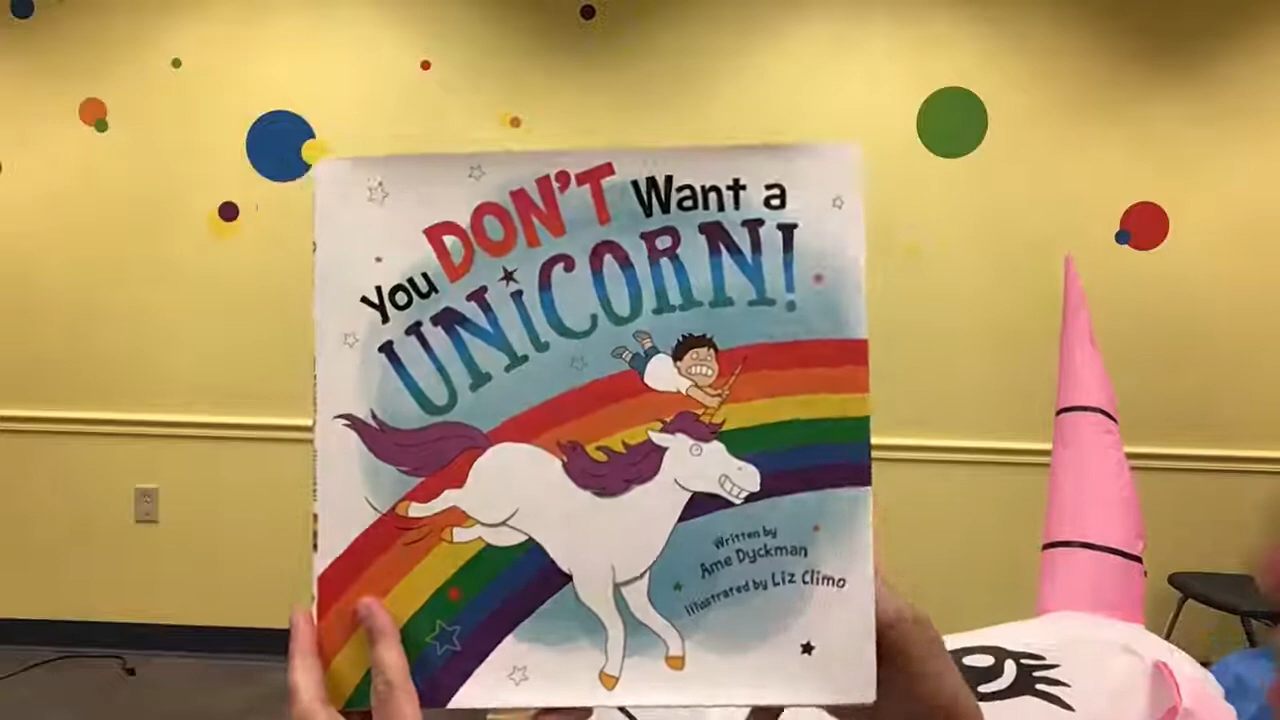 You DON'T Want a
UNiCORN!
Written by
Ame Dyckman
Illustrated by Liz Climo